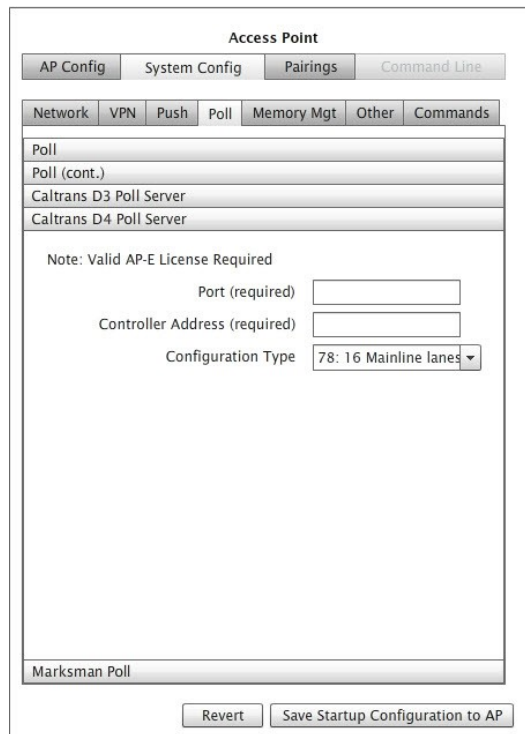 Access Point
AP Config System Config Pairings Command Line
Network VPN Push Poll Memory Mgt Other Commands
Poll
Poll (cont.)
Caltrans D3 Poll Server
Caltrans D4 Poll Server
Note: Valid AP-E License Required
Port (required)
Controller Address (required)
Configuration Type 78: 16 Mainline lanes
Marksman Poll
Revert Save Startup Configuration to AP